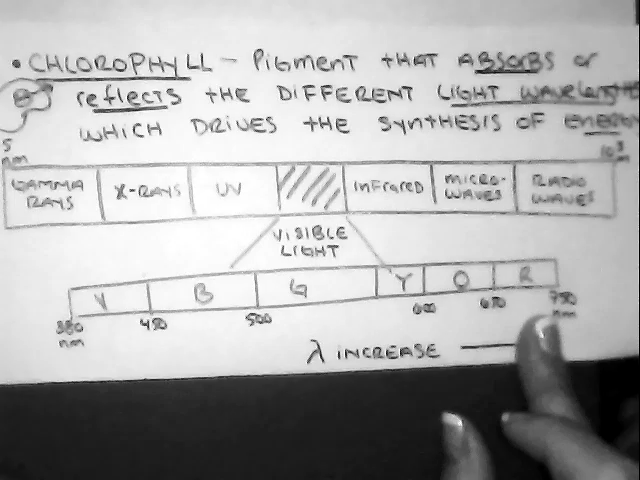 • CHLOROPHYLL - PIGMENT THAT ABSORBS or
reflects THE DIFFERENT LIGHT
WHICH DRIVES THE SYNTHESIS OF ENERGY
5 nm
GAMMA RAYS X-RAYS UV INFRARED MICRO-WAVES RADIO WAVES
VISIBLE
LIGHT
V B G Y O R
380 nm 450 500 600 650 750 nm
λ INCREASE